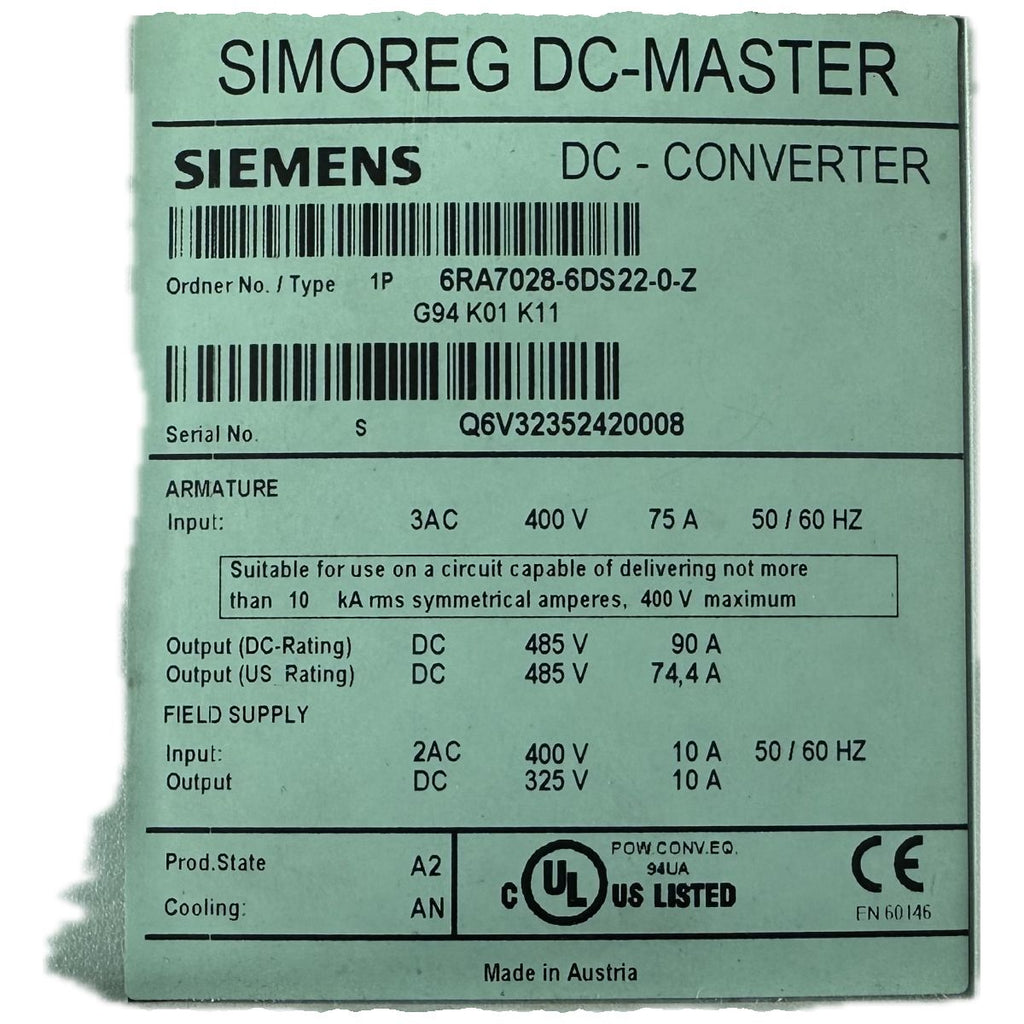 SIMOREG DC-MASTER
SIEMENS DC - CONVERTER
Ordner No. / Type 1P 6RA7028-6DS22-0-Z
G94 K01 K11
Serial No. S Q6V32352420008
ARMATURE
Input: 3AC 400 V 75 A 50 / 60 HZ
Suitable for use on a circuit capable of delivering not more
than 10 kA rms symmetrical amperes, 400 V maximum
Output (DC-Rating) DC 485 V 90 A
Output (US Rating) DC 485 V 74,4 A
FIELD SUPPLY
Input: 2AC 400 V 10 A 50 / 60 HZ
Output DC 325 V 10 A
Prod.State A2
Cooling: AN
POW.CONV.EQ.
94UA
C UL US LISTED
CE
EN 60146
Made in Austria